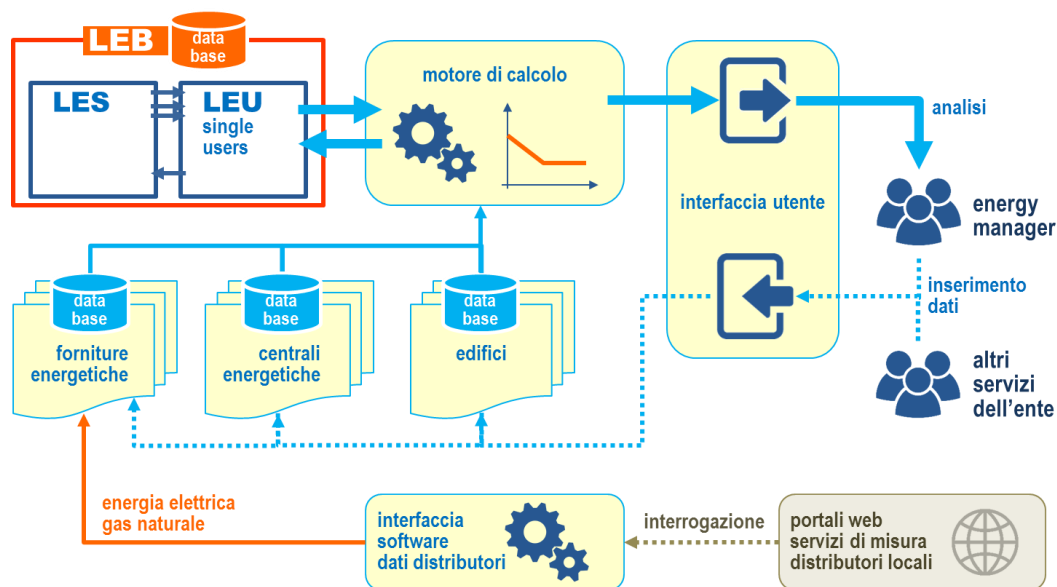 LEB
data
base
LES
LEU
single
users
motore di calcolo
interfaccia utente
analisi
energy
manager
inserimento
dati
altri
servizi
dell'ente
data
base
forniture
energetiche
data
base
centrali
energetiche
data
base
edifici
energia elettrica
gas naturale
interfaccia
software
dati distributori
interrogazione
portali web
servizi di misura
distributori locali